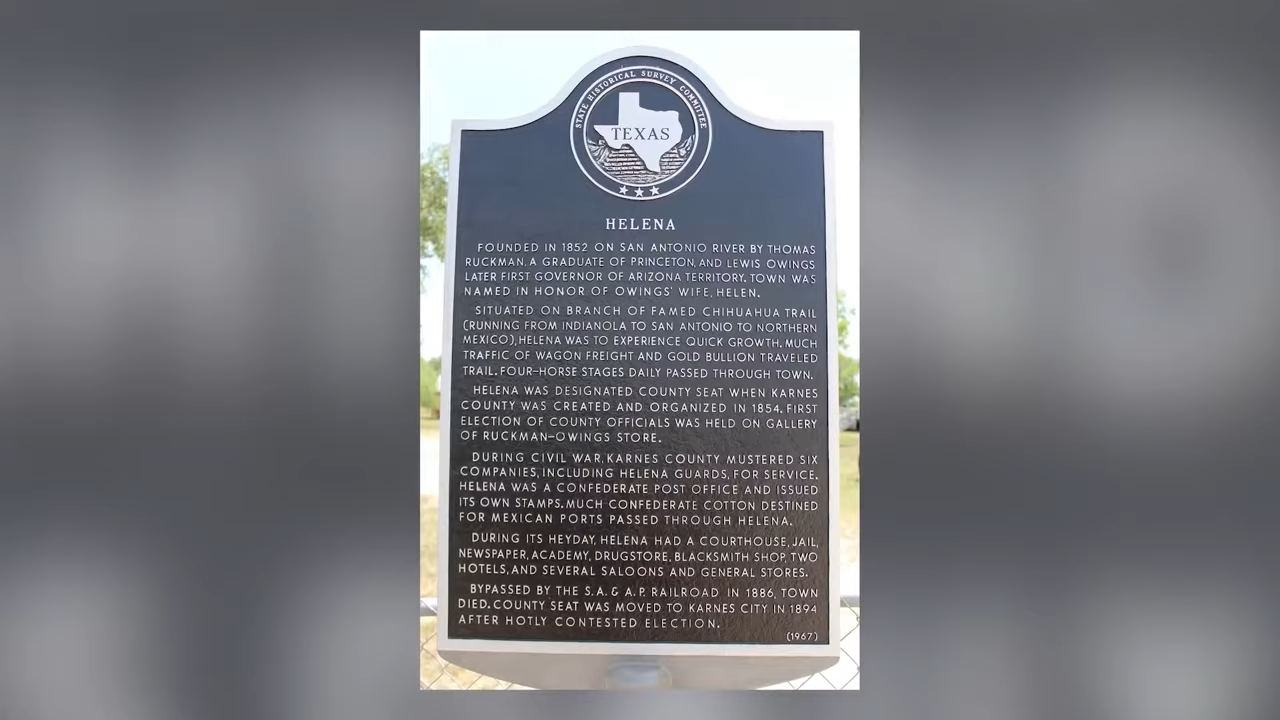 STATE HISTORICAL SURVEY COMMITTEE
TEXAS
HELENA
FOUNDED IN 1852 ON SAN ANTONIO RIVER BY THOMAS
RUCKMAN, A GRADUATE OF PRINCETON, AND LEWIS OWINGS
LATER FIRST GOVERNOR OF ARIZONA TERRITORY. TOWN WAS
NAMED IN HONOR OF OWINGS' WIFE, HELEN.
SITUATED ON BRANCH OF FAMED CHIHUAHUA TRAIL
(RUNNING FROM INDIANOLA TO SAN ANTONIO TO NORTHERN
MEXICO), HELENA WAS TO EXPERIENCE QUICK GROWTH. MUCH
TRAFFIC OF WAGON FREIGHT AND GOLD BULLION TRAVELED
TRAIL. FOUR-HORSE STAGES DAILY PASSED THROUGH TOWN.
HELENA WAS DESIGNATED COUNTY SEAT WHEN KARNES
COUNTY WAS CREATED AND ORGANIZED IN 1854. FIRST
ELECTION OF COUNTY OFFICIALS WAS HELD ON GALLERY
OF RUCKMAN-OWINGS STORE.
DURING CIVIL WAR, KARNES COUNTY MUSTERED SIX
COMPANIES, INCLUDING HELENA GUARDS, FOR SERVICE.
HELENA WAS A CONFEDERATE POST OFFICE AND ISSUED
ITS OWN STAMPS. MUCH CONFEDERATE COTTON DESTINED
FOR MEXICAN PORTS PASSED THROUGH HELENA.
DURING ITS HEYDAY, HELENA HAD A COURTHOUSE, JAIL,
NEWSPAPER, ACADEMY, DRUGSTORE, BLACKSMITH SHOP, TWO
HOTELS, AND SEVERAL SALOONS AND GENERAL STORES.
BYPASSED BY THE S.A. & A.P. RAILROAD IN 1886, TOWN
DIED. COUNTY SEAT WAS MOVED TO KARNES CITY IN 1894
AFTER HOTLY CONTESTED ELECTION.
(1967)